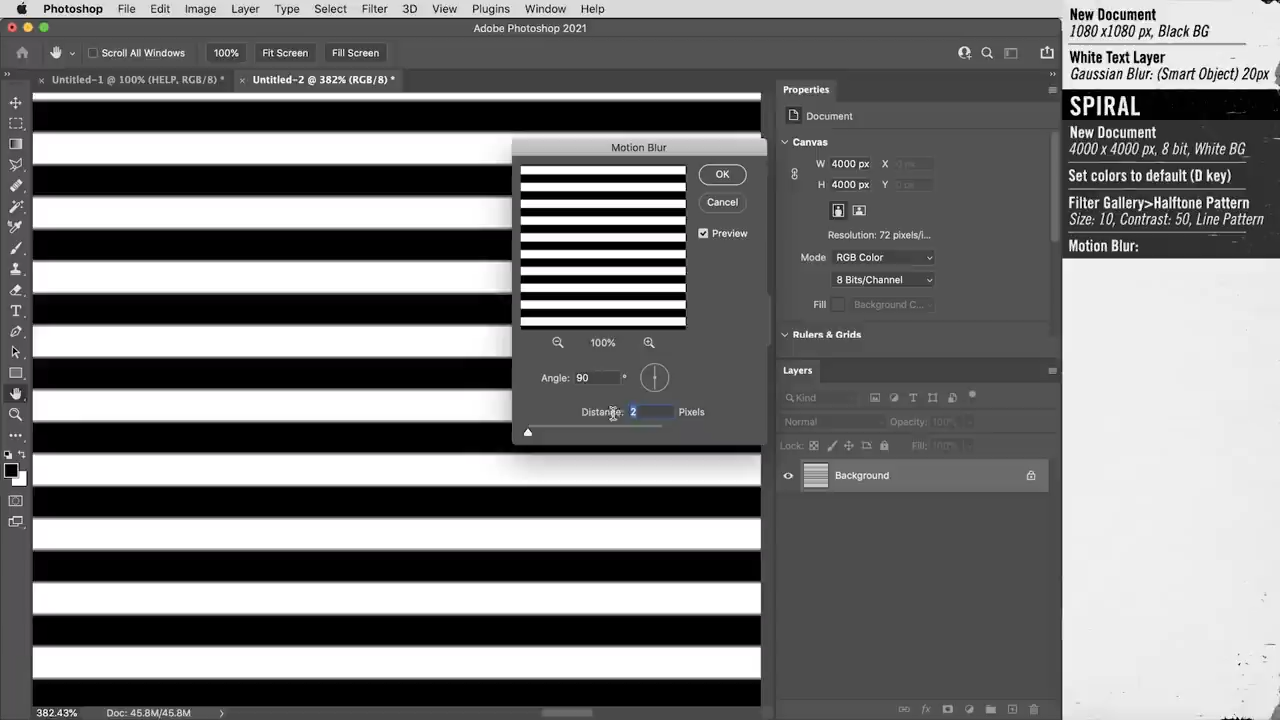 Photoshop File Edit Image Layer Type Select Filter 3D View Plugins Window Help
Adobe Photoshop 2021
Scroll All Windows 100% Fit Screen Fill Screen
Untitled-1 @ 100% (HELP, RGB/8) *
Untitled-2 @ 382% (RGB/8) *
Motion Blur
OK
Cancel
Preview
100%
Angle: 90 °
Distance: 2 Pixels
382.43% Doc: 45.8M/45.8M
Properties
Document
Canvas
W 4000 px X 0 px
H 4000 px Y 0 px
Resolution: 72 pixels/i...
Mode RGB Color
8 Bits/Channel
Fill Background C...
Rulers & Grids
Layers
Kind
Normal Opacity: 100%
Lock: Fill: 100%
Background
New Document
1080 x1080 px, Black BG
White Text Layer
Gaussian Blur: (Smart Object) 20px
SPIRAL
New Document
4000 x 4000 px, 8 bit, White BG
Set colors to default (D key)
Filter Gallery>Halftone Pattern
Size: 10, Contrast: 50, Line Pattern
Motion Blur: